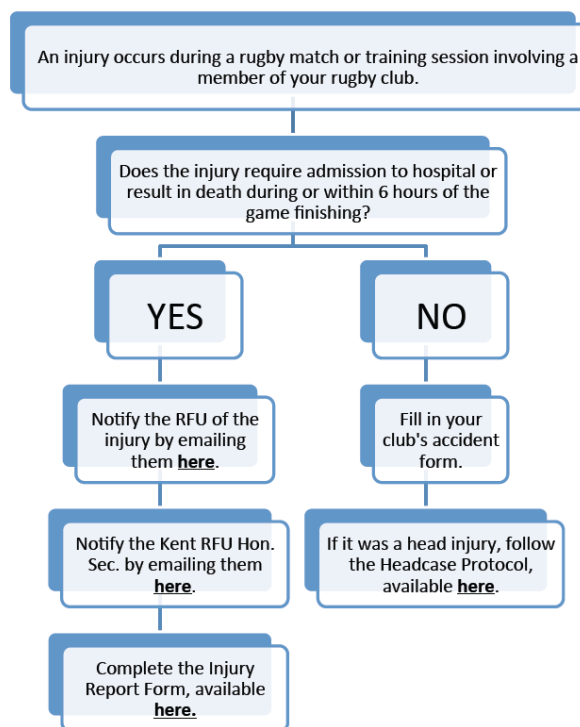 An injury occurs during a rugby match or training session involving a
member of your rugby club.
Does the injury require admission to hospital or
result in death during or within 6 hours of the
game finishing?
YES
NO
Notify the RFU of the
injury by emailing
them here.
Fill in your
club's accident
form.
Notify the Kent RFU Hon.
Sec. by emailing them
here.
If it was a head injury, follow
the Headcase Protocol,
available here.
Complete the Injury
Report Form, available
here.